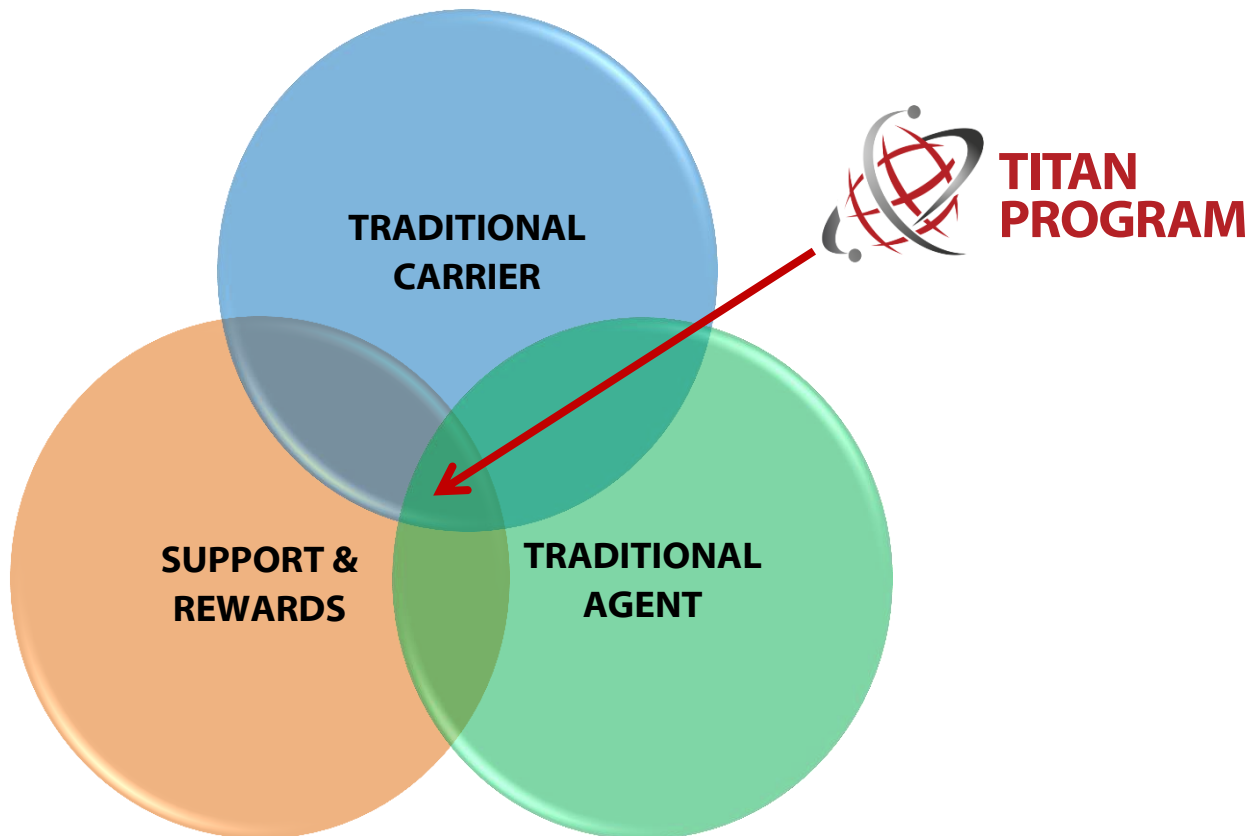 TRADITIONAL
CARRIER
TITAN
PROGRAM
SUPPORT &
REWARDS
TRADITIONAL
AGENT